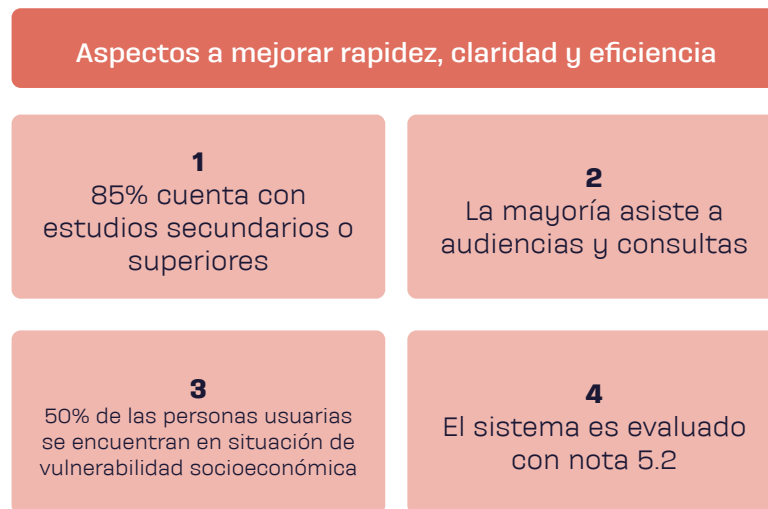 Aspectos a mejorar rapidez, claridad y eficiencia
1
85% cuenta con
estudios secundarios o
superiores
2
La mayoría asiste a
audiencias y consultas
3
50% de las personas usuarias
se encuentran en situación de
vulnerabilidad socioeconómica
4
El sistema es evaluado
con nota 5.2